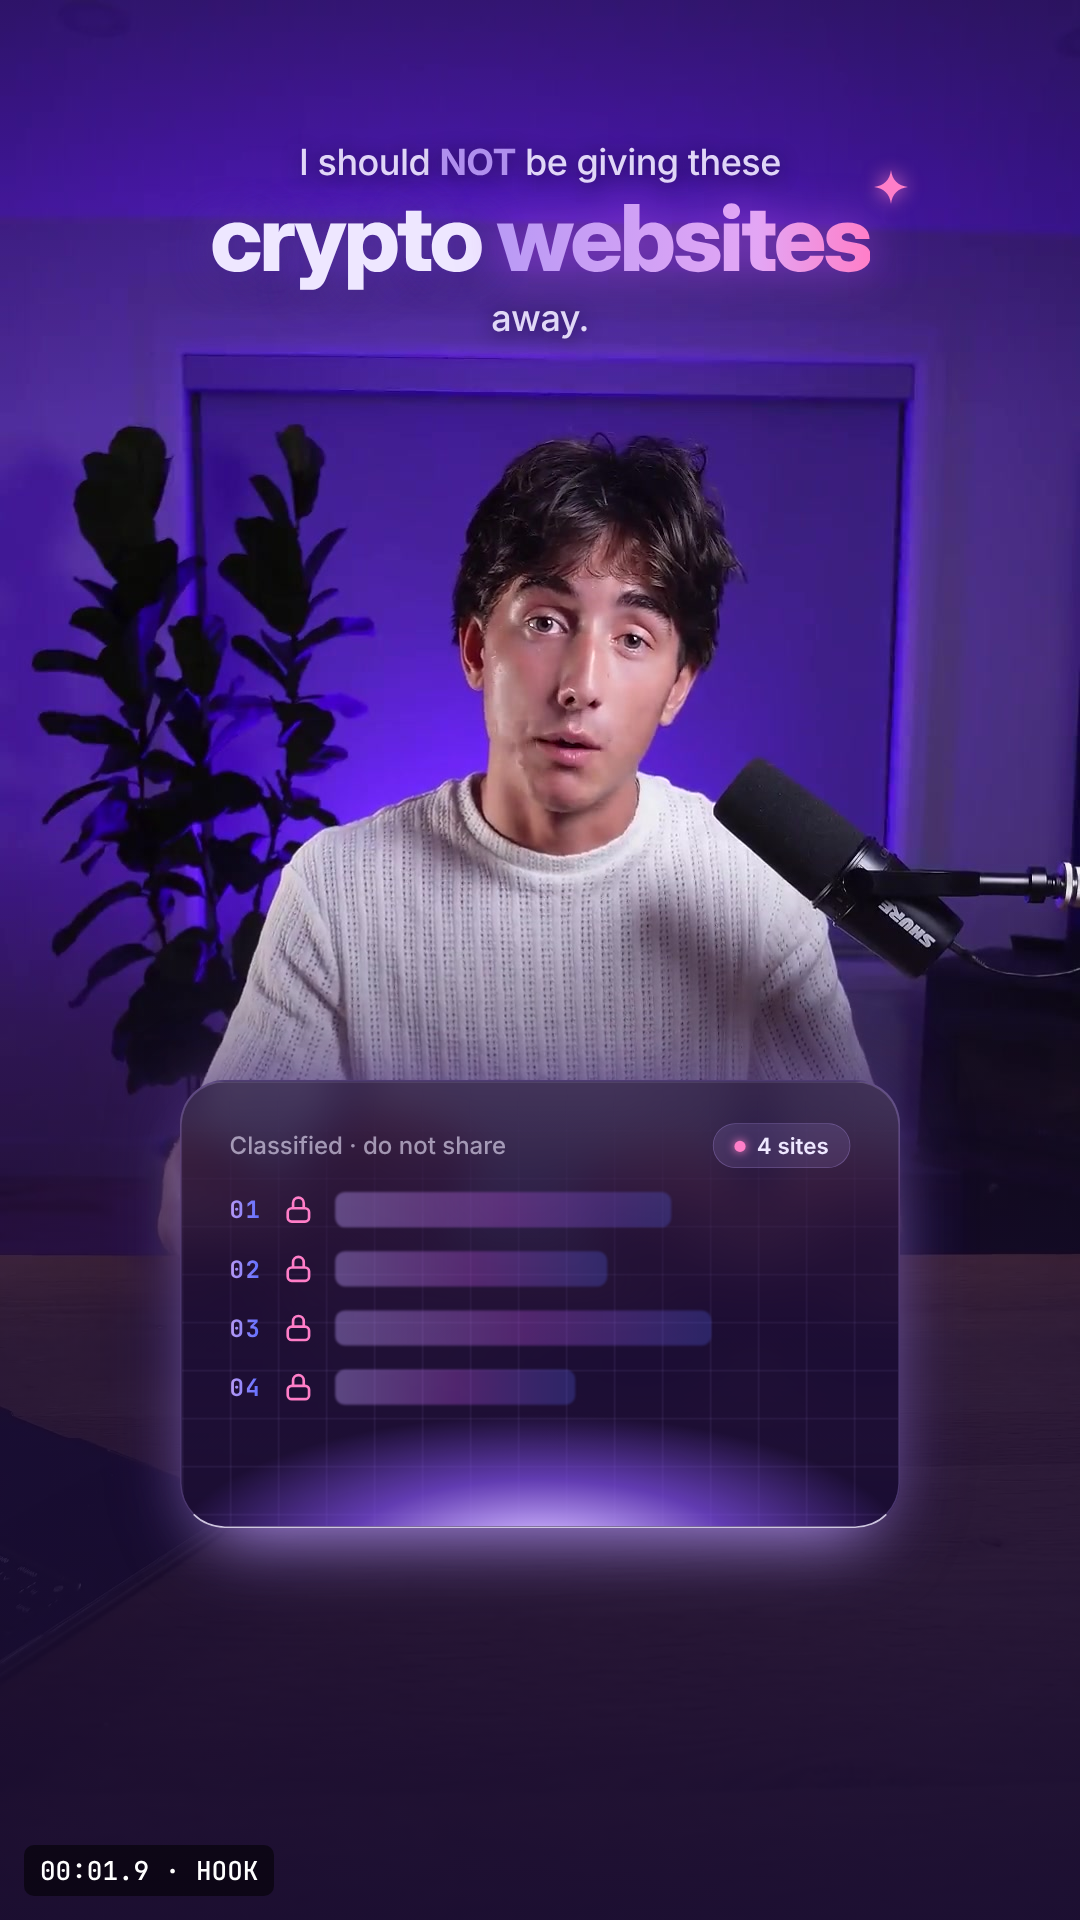 I should NOT be giving these
crypto websites
away.
SHURE
Classified · do not share
4 sites
01
02
03
04
00:01.9 · HOOK